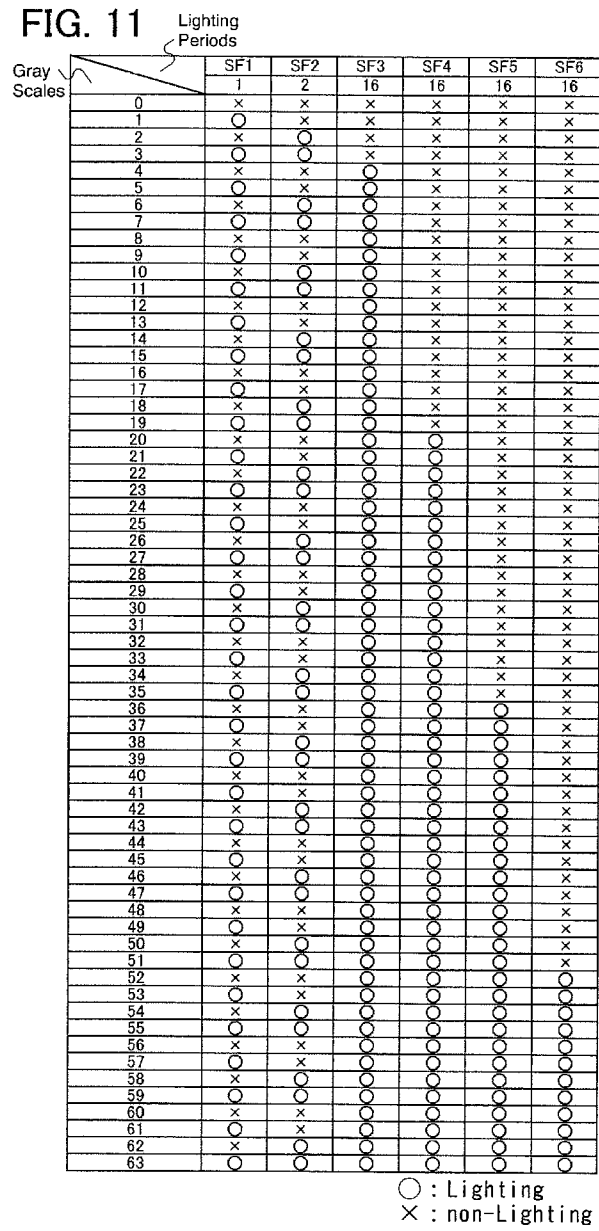 FIG. 11
Lighting
Periods
Gray
Scales
SF1 SF2 SF3 SF4 SF5 SF6
1 2 16 16 16 16
0 × × × × × ×
1 ○ × × × × ×
2 × ○ × × × ×
3 ○ ○ × × × ×
4 × × ○ × × ×
5 ○ × ○ × × ×
6 × ○ ○ × × ×
7 ○ ○ ○ × × ×
8 × × ○ × × ×
9 ○ × ○ × × ×
10 × ○ ○ × × ×
11 ○ ○ ○ × × ×
12 × × ○ × × ×
13 ○ × ○ × × ×
14 × ○ ○ × × ×
15 ○ ○ ○ × × ×
16 × × ○ × × ×
17 ○ × ○ × × ×
18 × ○ ○ × × ×
19 ○ ○ ○ × × ×
20 × × ○ ○ × ×
21 ○ × ○ ○ × ×
22 × ○ ○ ○ × ×
23 ○ ○ ○ ○ × ×
24 × × ○ ○ × ×
25 ○ × ○ ○ × ×
26 × ○ ○ ○ × ×
27 ○ ○ ○ ○ × ×
28 × × ○ ○ × ×
29 ○ × ○ ○ × ×
30 × ○ ○ ○ × ×
31 ○ ○ ○ ○ × ×
32 × × ○ ○ × ×
33 ○ × ○ ○ × ×
34 × ○ ○ ○ × ×
35 ○ ○ ○ ○ × ×
36 × × ○ ○ ○ ×
37 ○ × ○ ○ ○ ×
38 × ○ ○ ○ ○ ×
39 ○ ○ ○ ○ ○ ×
40 × × ○ ○ ○ ×
41 ○ × ○ ○ ○ ×
42 × ○ ○ ○ ○ ×
43 ○ ○ ○ ○ ○ ×
44 × × ○ ○ ○ ×
45 ○ × ○ ○ ○ ×
46 × ○ ○ ○ ○ ×
47 ○ ○ ○ ○ ○ ×
48 × × ○ ○ ○ ×
49 ○ × ○ ○ ○ ×
50 × ○ ○ ○ ○ ×
51 ○ ○ ○ ○ ○ ×
52 × × ○ ○ ○ ○
53 ○ × ○ ○ ○ ○
54 × ○ ○ ○ ○ ○
55 ○ ○ ○ ○ ○ ○
56 × × ○ ○ ○ ○
57 ○ × ○ ○ ○ ○
58 × ○ ○ ○ ○ ○
59 ○ ○ ○ ○ ○ ○
60 × × ○ ○ ○ ○
61 ○ × ○ ○ ○ ○
62 × ○ ○ ○ ○ ○
63 ○ ○ ○ ○ ○ ○
○ : Lighting
× : non-Lighting